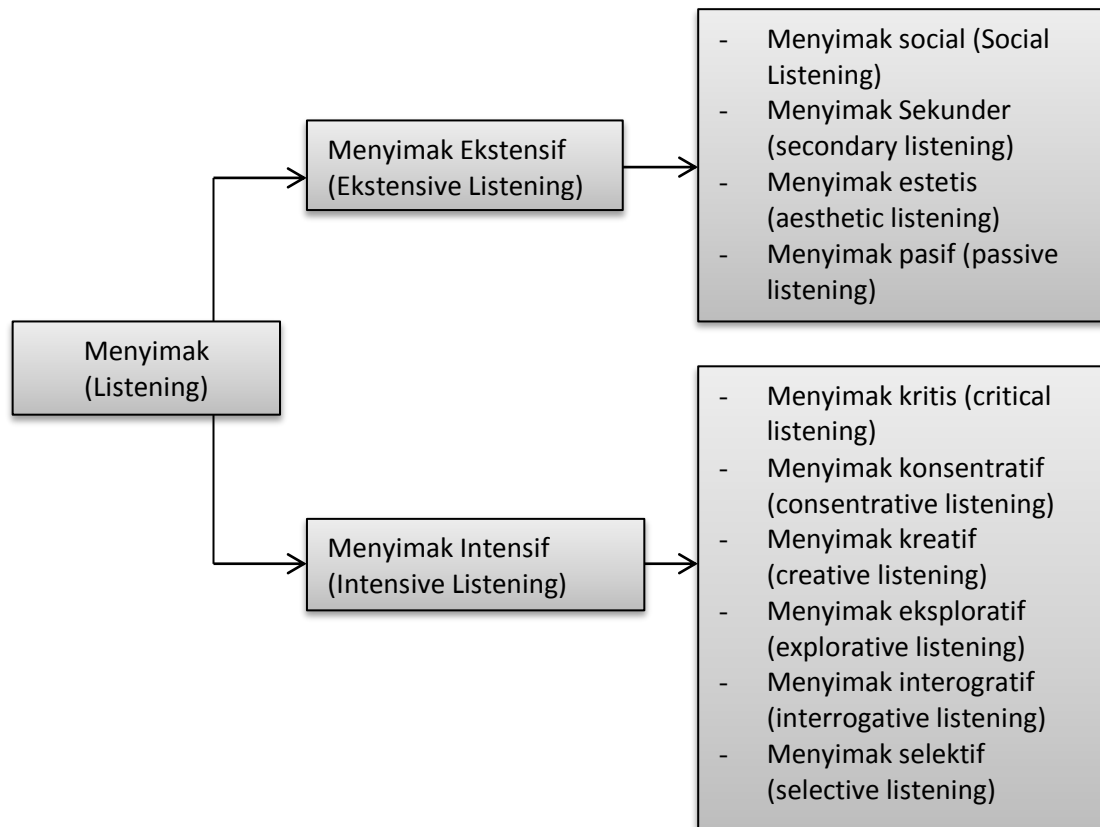 Menyimak
(Listening)
Menyimak Ekstensif
(Ekstensive Listening)
- Menyimak social (Social
Listening)
- Menyimak Sekunder
(secondary listening)
- Menyimak estetis
(aesthetic listening)
- Menyimak pasif (passive
listening)
Menyimak Intensif
(Intensive Listening)
- Menyimak kritis (critical
listening)
- Menyimak konsentratif
(consentrative listening)
- Menyimak kreatif
(creative listening)
- Menyimak eksploratif
(explorative listening)
- Menyimak interogratif
(interrogative listening)
- Menyimak selektif
(selective listening)